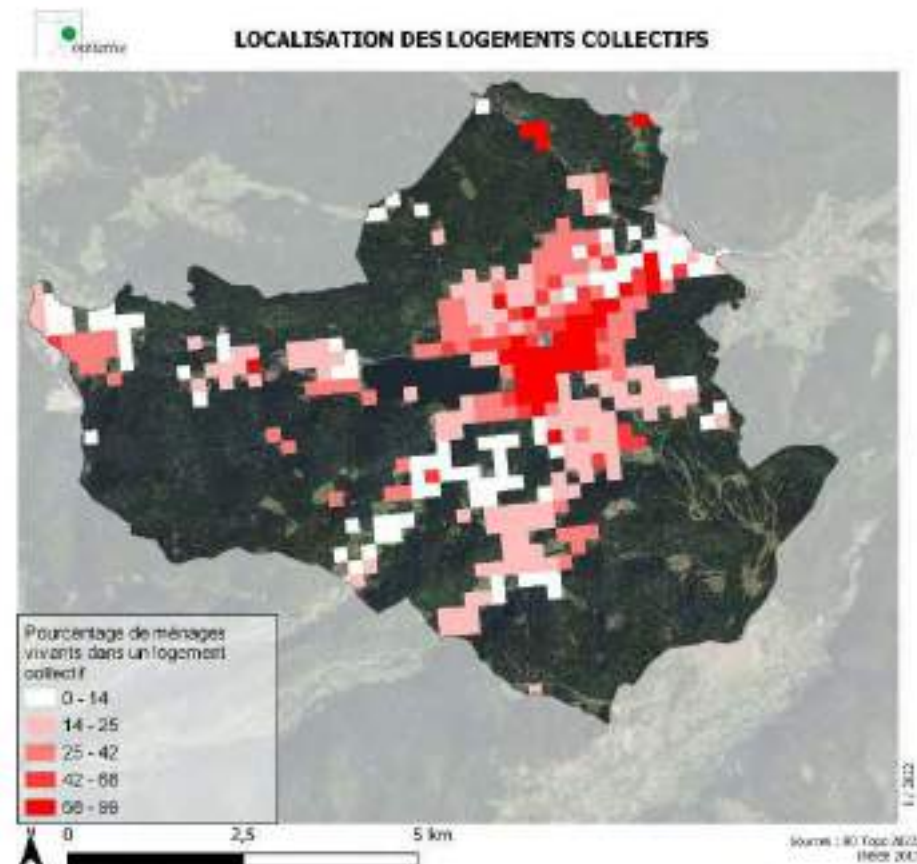 LOCALISATION DES LOGEMENTS COLLECTIFS
Pourcentage de ménages
vivants dans un logement
collectif
0 - 14
14 - 25
25 - 42
42 - 68
68 - 99
N 0 2,5 5 km